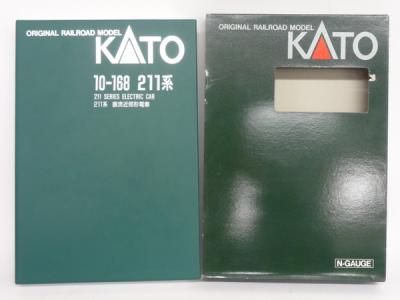 ORIGINAL RAILROAD MODEL
KATO
10-168 211系
211 SERIES ELECTRIC CAR
211系 直流近郊形電車
ORIGINAL RAILROAD MODEL
KATO
N-GAUGE